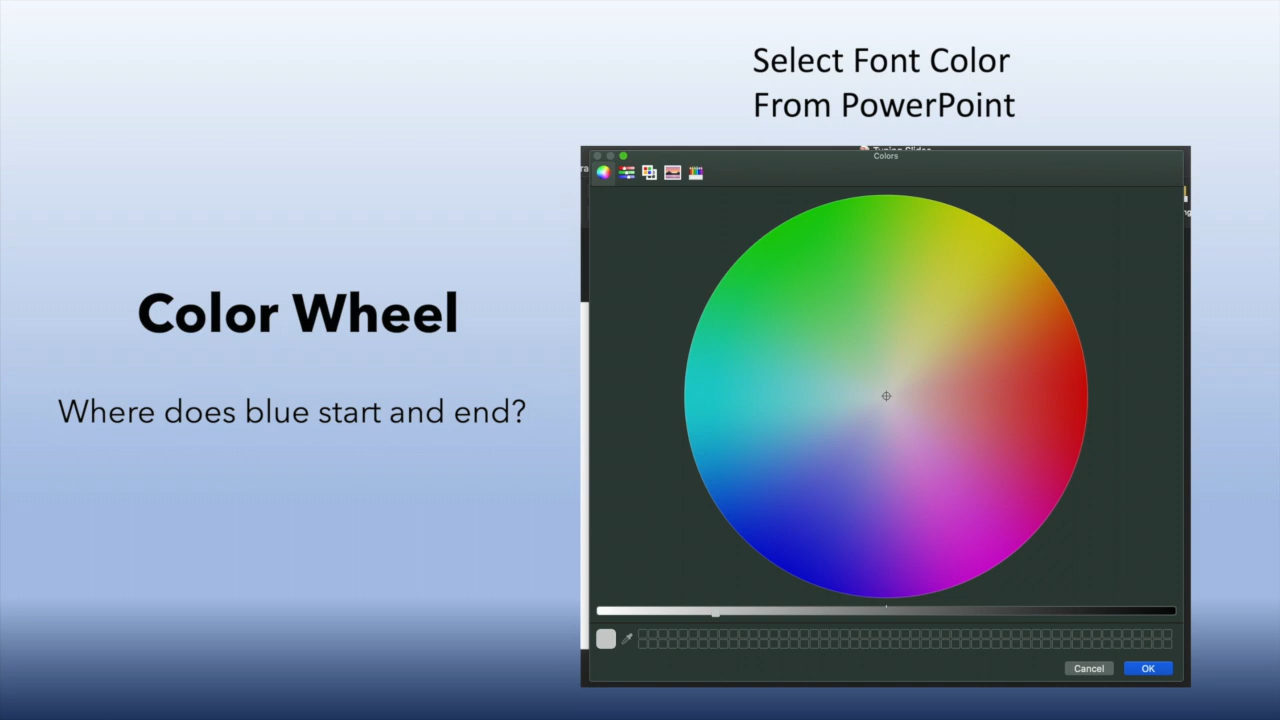 Select Font Color
From PowerPoint
Colors
Color Wheel
Where does blue start and end?
Cancel
OK